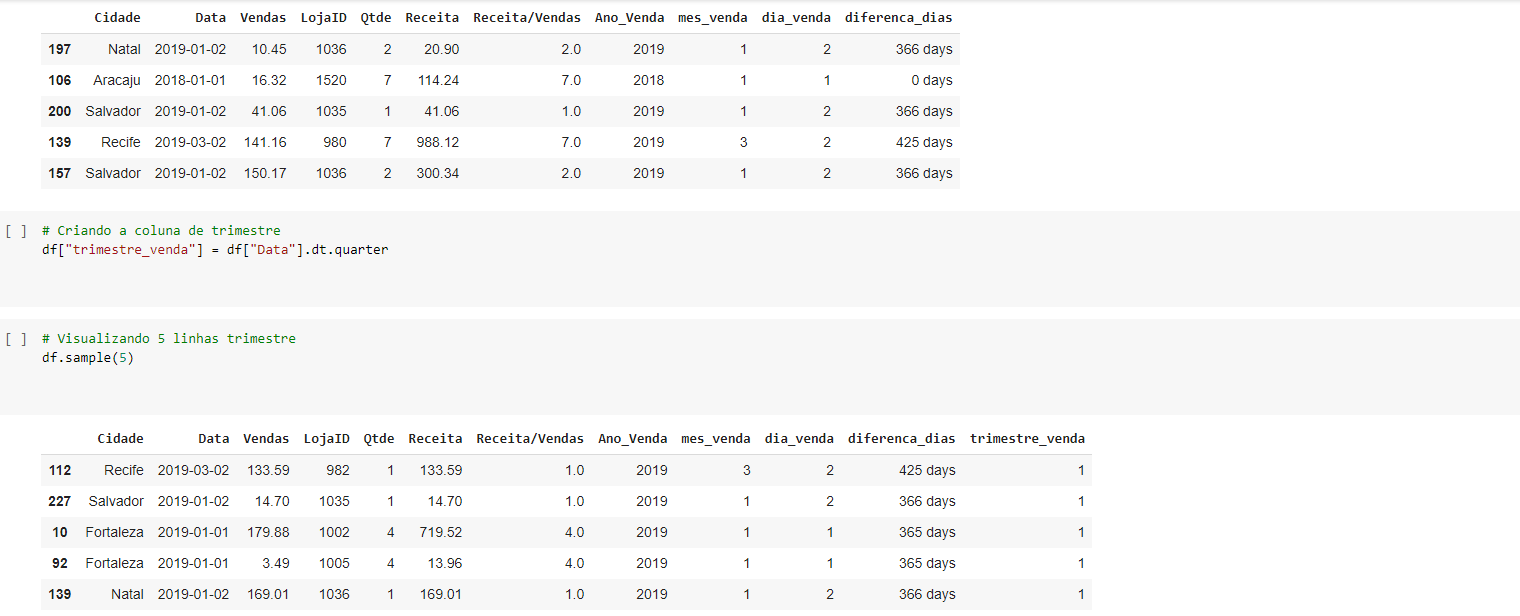 Cidade Data Vendas LojaID Qtde Receita Receita/Vendas Ano_Venda mes_venda dia_venda diferenca_dias
197 Natal 2019-01-02 10.45 1036 2 20.90 2.0 2019 1 2 366 days
106 Aracaju 2018-01-01 16.32 1520 7 114.24 7.0 2018 1 1 0 days
200 Salvador 2019-01-02 41.06 1035 1 41.06 1.0 2019 1 2 366 days
139 Recife 2019-03-02 141.16 980 7 988.12 7.0 2019 3 2 425 days
157 Salvador 2019-01-02 150.17 1036 2 300.34 2.0 2019 1 2 366 days
[ ] # Criando a coluna de trimestre
df["trimestre_venda"] = df["Data"].dt.quarter
[ ] # Visualizando 5 linhas trimestre
df.sample(5)
Cidade Data Vendas LojaID Qtde Receita Receita/Vendas Ano_Venda mes_venda dia_venda diferenca_dias trimestre_venda
112 Recife 2019-03-02 133.59 982 1 133.59 1.0 2019 3 2 425 days 1
227 Salvador 2019-01-02 14.70 1035 1 14.70 1.0 2019 1 2 366 days 1
10 Fortaleza 2019-01-01 179.88 1002 4 719.52 4.0 2019 1 1 365 days 1
92 Fortaleza 2019-01-01 3.49 1005 4 13.96 4.0 2019 1 1 365 days 1
139 Natal 2019-01-02 169.01 1036 1 169.01 1.0 2019 1 2 366 days 1